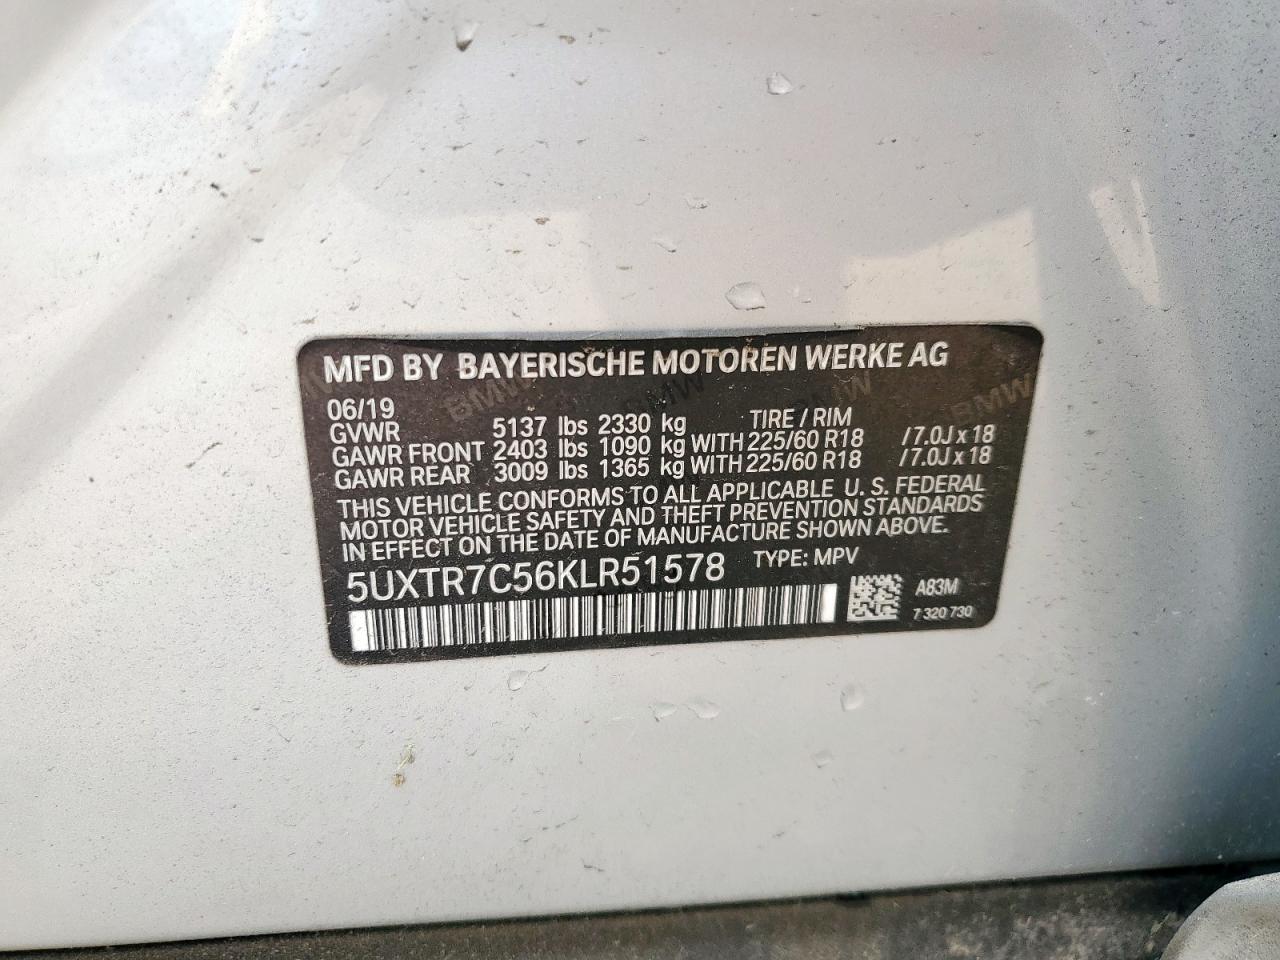 MFD BY BAYERISCHE MOTOREN WERKE AG
06/19 TIRE / RIM
GVWR 5137 lbs 2330 kg
GAWR FRONT 2403 lbs 1090 kg WITH 225/60 R18 / 7.0J x 18
GAWR REAR 3009 lbs 1365 kg WITH 225/60 R18 / 7.0J x 18
THIS VEHICLE CONFORMS TO ALL APPLICABLE U. S. FEDERAL
MOTOR VEHICLE SAFETY AND THEFT PREVENTION STANDARDS
IN EFFECT ON THE DATE OF MANUFACTURE SHOWN ABOVE.
5UXTR7C56KLR51578 TYPE: MPV
A83M
7 320 730